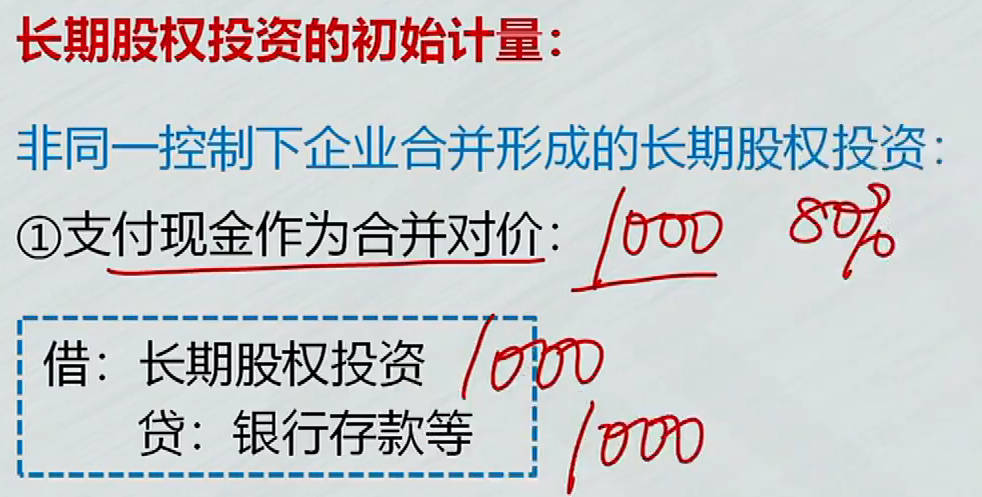 长期股权投资的初始计量：
非同一控制下企业合并形成的长期股权投资：
①支付现金作为合并对价： 1000 80%
借：长期股权投资 1000
贷：银行存款等 1000